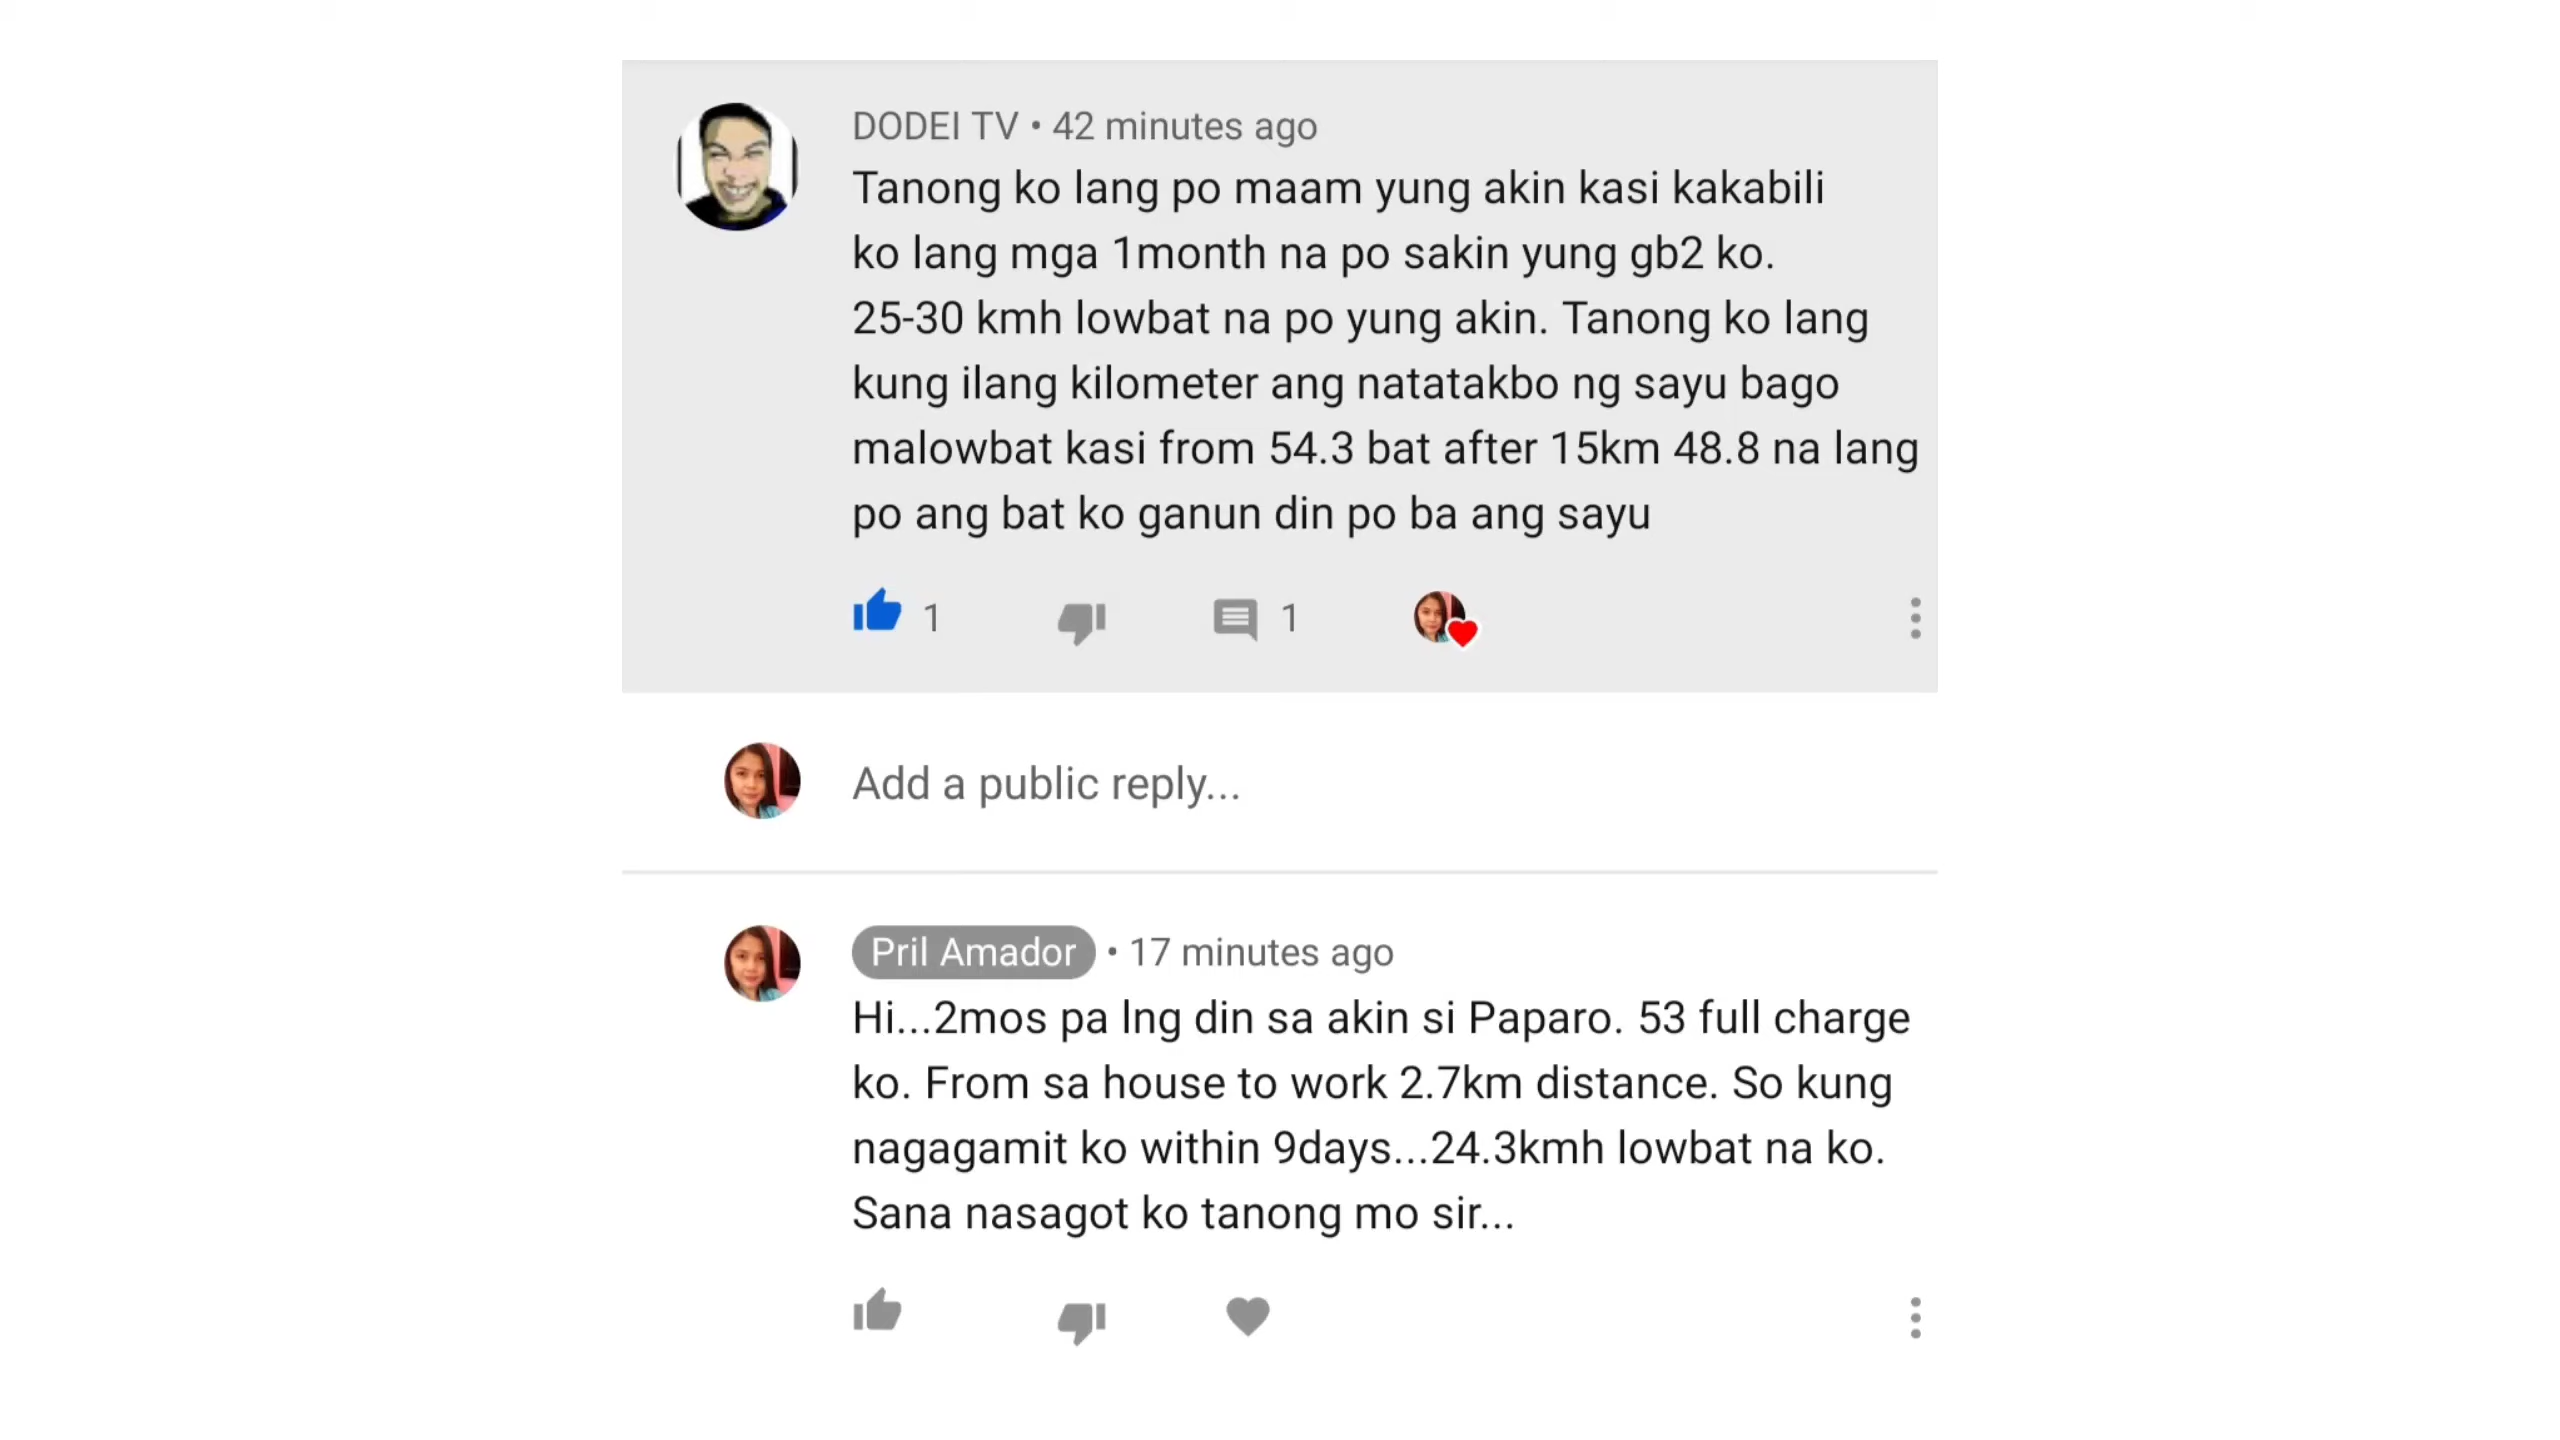 DODEI TV • 42 minutes ago
Tanong ko lang po maam yung akin kasi kakabili
ko lang mga 1month na po sakin yung gb2 ko.
25-30 kmh lowbat na po yung akin. Tanong ko lang
kung ilang kilometer ang natatakbo ng sayu bago
malowbat kasi from 54.3 bat after 15km 48.8 na lang
po ang bat ko ganun din po ba ang sayu
1 1
Add a public reply...
Pril Amador • 17 minutes ago
Hi...2mos pa lng din sa akin si Paparo. 53 full charge
ko. From sa house to work 2.7km distance. So kung
nagagamit ko within 9days...24.3kmh lowbat na ko.
Sana nasagot ko tanong mo sir...